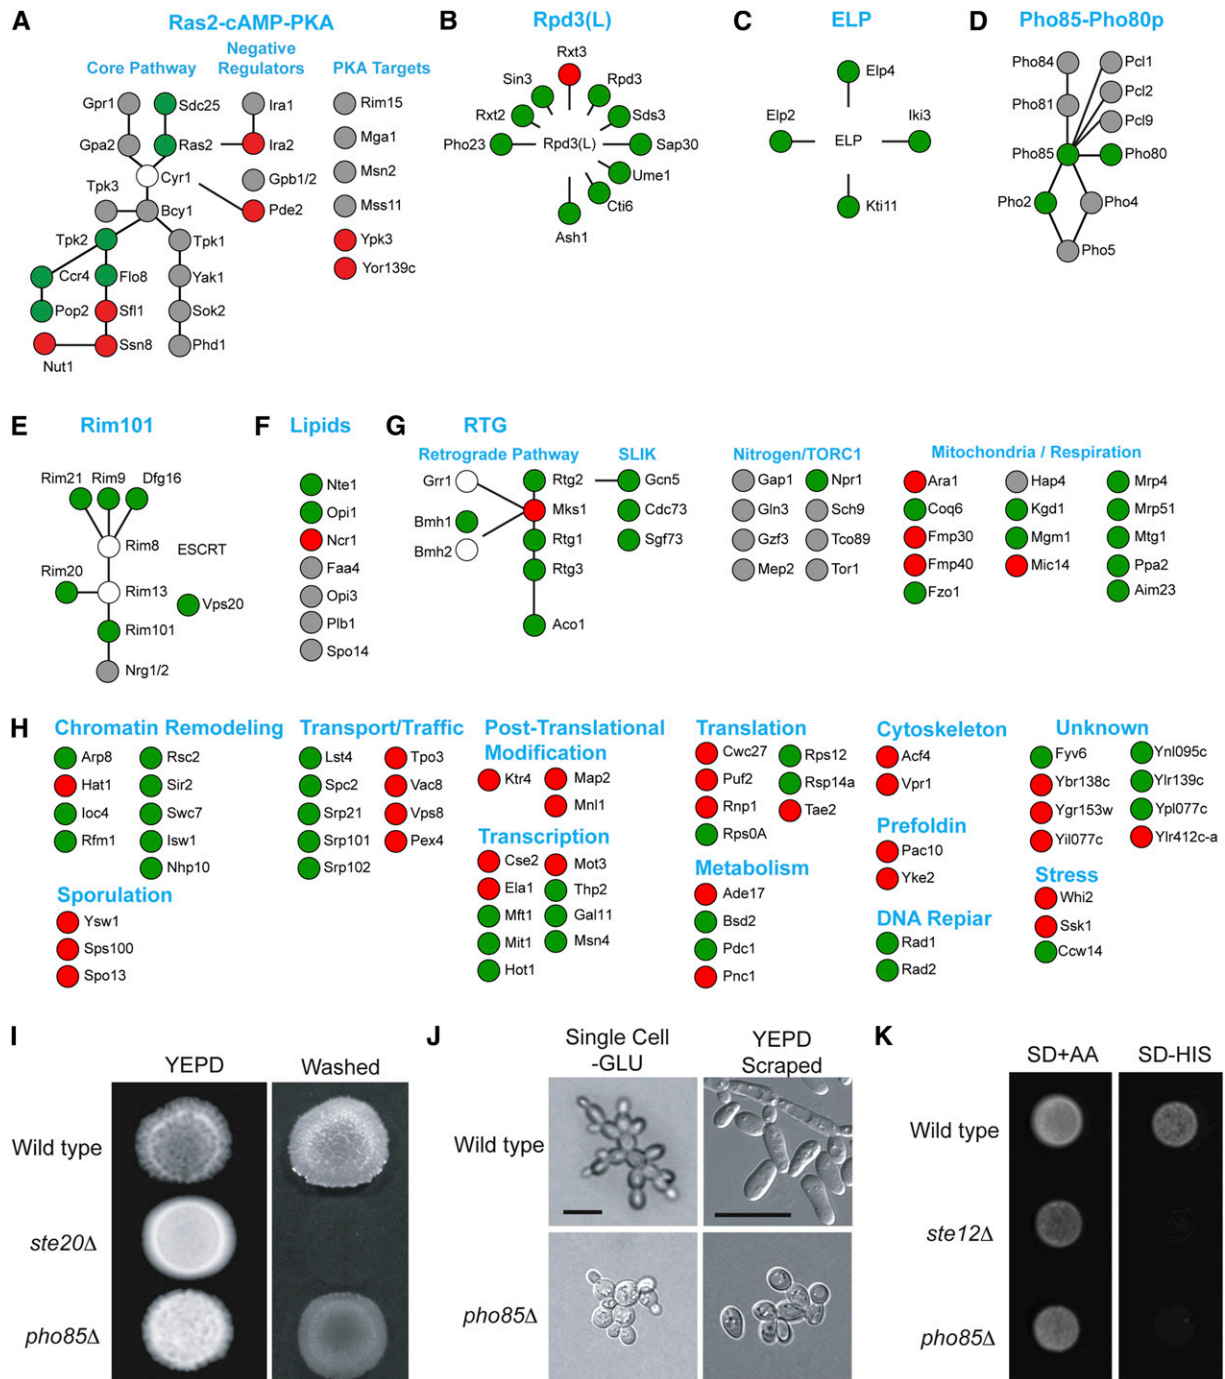 A
Ras2-cAMP-PKA
Core Pathway
Negative
Regulators
PKA Targets
Gpr1
Sdc25
Ira1
Rim15
Gpa2
Ras2
Ira2
Mga1
Cyr1
Gpb1/2
Msn2
Tpk3
Bcy1
Pde2
Mss11
Tpk2
Tpk1
Ypk3
Ccr4
Flo8
Yak1
Yor139c
Pop2
Sfl1
Sok2
Nut1
Ssn8
Phd1
B
Rpd3(L)
Rxt3
Sin3
Rpd3
Rxt2
Sds3
Pho23
Rpd3(L)
Sap30
Ume1
Cti6
Ash1
C
ELP
Elp4
Elp2
Iki3
ELP
Kti11
D
Pho85-Pho80p
Pho84
Pcl1
Pho81
Pcl2
Pcl9
Pho85
Pho80
Pho2
Pho4
Pho5
E
Rim101
Rim21
Rim9
Dfg16
Rim8
ESCRT
Rim20
Rim13
Vps20
Rim101
Nrg1/2
F
Lipids
Nte1
Opi1
Ncr1
Faa4
Opi3
Plb1
Spo14
G
RTG
Retrograde Pathway
SLIK
Grr1
Rtg2
Gcn5
Bmh1
Mks1
Cdc73
Bmh2
Rtg1
Sgf73
Rtg3
Aco1
Nitrogen/TORC1
Gap1
Npr1
Gln3
Sch9
Gzf3
Tco89
Mep2
Tor1
Mitochondria / Respiration
Ara1
Hap4
Mrp4
Coq6
Kgd1
Mrp51
Fmp30
Mgm1
Mtg1
Fmp40
Mic14
Ppa2
Fzo1
Aim23
H
Chromatin Remodeling
Arp8
Rsc2
Hat1
Sir2
Ioc4
Swc7
Rfm1
Isw1
Nhp10
Sporulation
Ysw1
Sps100
Spo13
Transport/Traffic
Lst4
Tpo3
Spc2
Vac8
Srp21
Vps8
Srp101
Pex4
Srp102
Post-Translational
Modification
Ktr4
Map2
Mnl1
Transcription
Cse2
Mot3
Ela1
Thp2
Mft1
Gal11
Mit1
Msn4
Hot1
Translation
Cwc27
Rps12
Puf2
Rsp14a
Rnp1
Tae2
Rps0A
Metabolism
Ade17
Bsd2
Pdc1
Pnc1
Cytoskeleton
Acf4
Vpr1
Prefoldin
Pac10
Yke2
DNA Repiar
Rad1
Rad2
Unknown
Fyv6
Ynl095c
Ybr138c
Ylr139c
Ygr153w
Ypl077c
Yil077c
Ylr412c-a
Stress
Whi2
Ssk1
Ccw14
I
YEPD
Washed
Wild type
ste20Δ
pho85Δ
J
Single Cell
-GLU
YEPD
Scraped
Wild type
pho85Δ
K
SD+AA
SD-HIS
Wild type
ste12Δ
pho85Δ